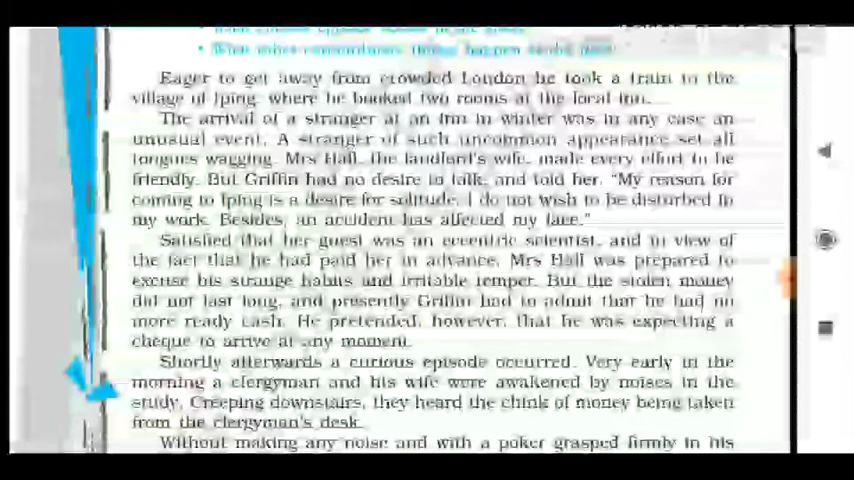 • What other extraordinary things happen at the inn?
Eager to get away from crowded London he took a train to the
village of Iping, where he booked two rooms at the local inn.
The arrival of a stranger at an inn in winter was in any case an
unusual event. A stranger of such uncommon appearance set all
tongues wagging. Mrs Hall, the landlord's wife, made every effort to be
friendly. But Griffin had no desire to talk, and told her, "My reason for
coming to Iping is a desire for solitude. I do not wish to be disturbed in
my work. Besides, an accident has affected my face."
Satisfied that her guest was an eccentric scientist, and in view of
the fact that he had paid her in advance, Mrs Hall was prepared to
excuse his strange habits and irritable temper. But the stolen money
did not last long, and presently Griffin had to admit that he had no
more ready cash. He pretended, however, that he was expecting a
cheque to arrive at any moment.
Shortly afterwards a curious episode occurred. Very early in the
morning a clergyman and his wife were awakened by noises in the
study. Creeping downstairs, they heard the chink of money being taken
from the clergyman's desk.
Without making any noise and with a poker grasped firmly in his